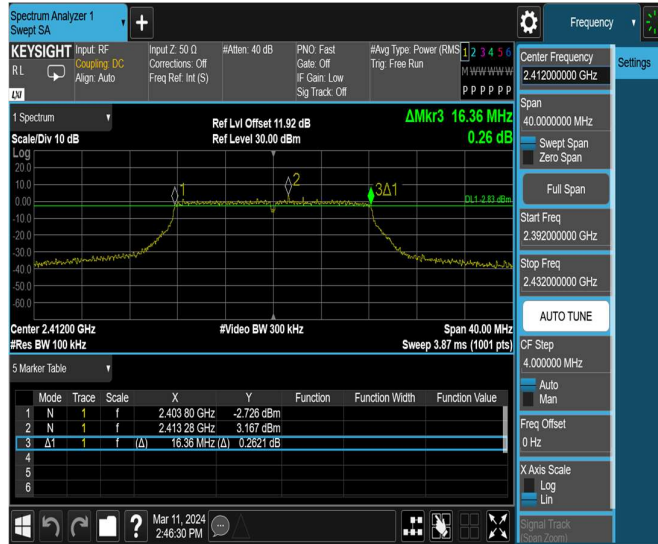 Spectrum Analyzer 1
Swept SA
Frequency
KEYSIGHT
RL
LXI
Input: RF
Coupling: DC
Align: Auto
Input Z: 50 Ω
Corrections: Off
Freq Ref: Int (S)
#Atten: 40 dB
PNO: Fast
Gate: Off
IF Gain: Low
Sig Track: Off
#Avg Type: Power (RMS
Trig: Free Run
1 2 3 4 5 6
M W W W W W
P P P P P P
Center Frequency
2.412000000 GHz
Settings
Span
40.0000000 MHz
Swept Span
Zero Span
Full Span
Start Freq
2.392000000 GHz
Stop Freq
2.432000000 GHz
AUTO TUNE
CF Step
4.000000 MHz
Auto
Man
Freq Offset
0 Hz
X Axis Scale
Log
Lin
Signal Track
(Span Zoom)
1 Spectrum
Scale/Div 10 dB
Ref Lvl Offset 11.92 dB
Ref Level 30.00 dBm
ΔMkr3 16.36 MHz
0.26 dB
Log
20.0
10.0
0.00
-10.0
-20.0
-30.0
-40.0
-50.0
-60.0
1
2
3Δ1
DL1 -2.83 dBm
Center 2.41200 GHz
#Res BW 100 kHz
#Video BW 300 kHz
Span 40.00 MHz
Sweep 3.87 ms (1001 pts)
5 Marker Table
Mode Trace Scale X Y Function Function Width Function Value
1 N 1 f 2.403 80 GHz -2.726 dBm
2 N 1 f 2.413 28 GHz 3.167 dBm
3 Δ1 1 f (Δ) 16.36 MHz (Δ) 0.2621 dB
4
5
6
?
Mar 11, 2024
2:46:30 PM